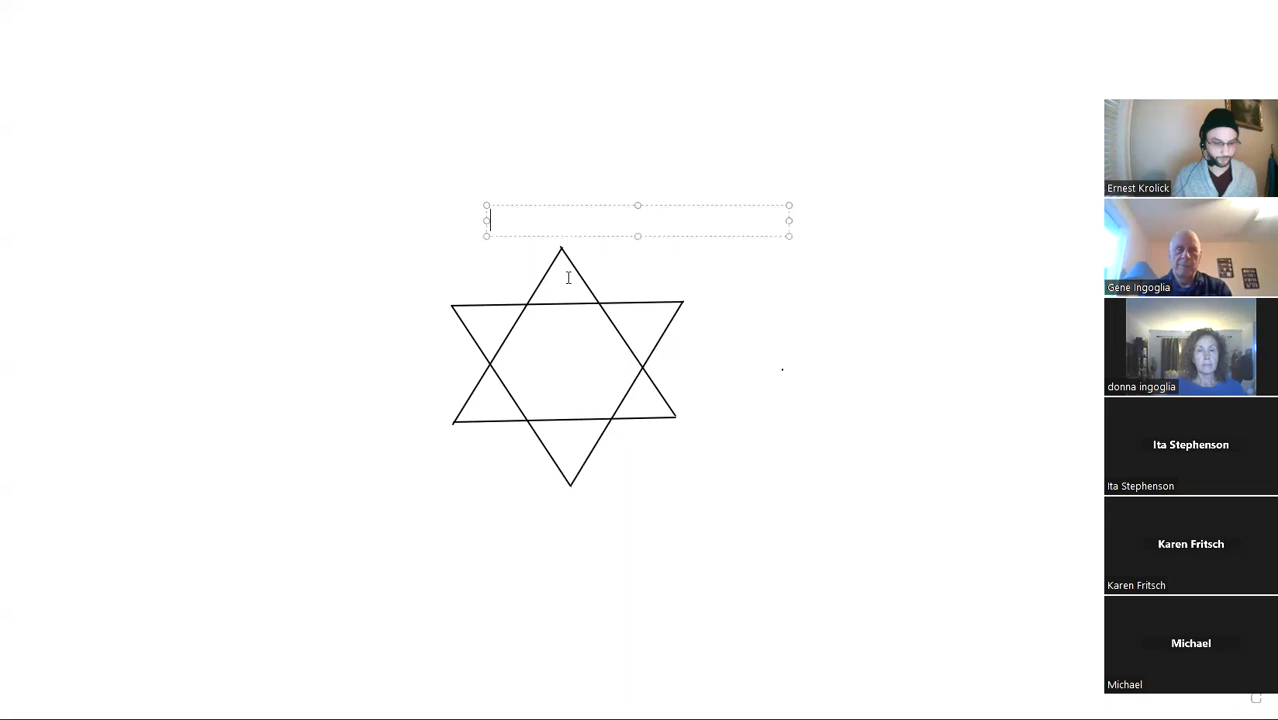 Ernest Krolick
Gene Ingoglia
donna ingoglia
Ita Stephenson
Ita Stephenson
Karen Fritsch
Karen Fritsch
Michael
Michael